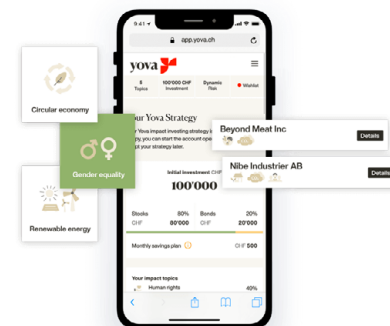 9:41
app.yova.ch
yova
8 100'000 CHF Dynamic
Topics Investment Risk Wishlist
Your Yova Strategy
Your Yova impact investing strategy
you can start the account
your strategy later.
Circular economy
Gender equality
Renewable energy
Beyond Meat Inc
Details
Nibe Industrier AB
Details
Initial investment CHF
100'000
Stocks 80% Bonds 20%
CHF 80'000 CHF 20'000
Monthly savings plan CHF 500
Your impact topics
Human rights 40%